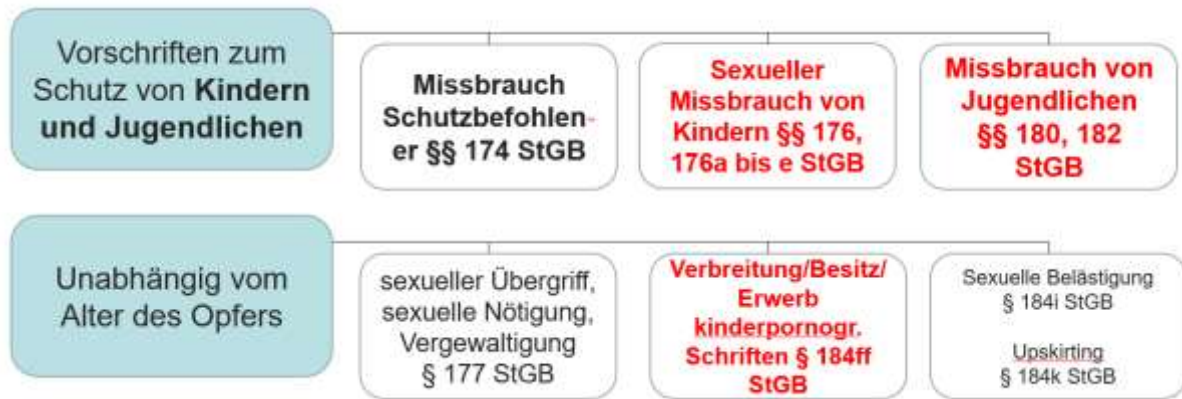 Vorschriften zum
Schutz von Kindern
und Jugendlichen
Missbrauch
Schutzbefohlen-
er §§ 174 StGB
Sexueller
Missbrauch von
Kindern §§ 176,
176a bis e StGB
Missbrauch von
Jugendlichen
§§ 180, 182
StGB
Unabhängig vom
Alter des Opfers
sexueller Übergriff,
sexuelle Nötigung,
Vergewaltigung
§ 177 StGB
Verbreitung/Besitz/
Erwerb
kinderpornogr.
Schriften § 184ff
StGB
Sexuelle Belästigung
§ 184i StGB
Upskirting
§ 184k StGB